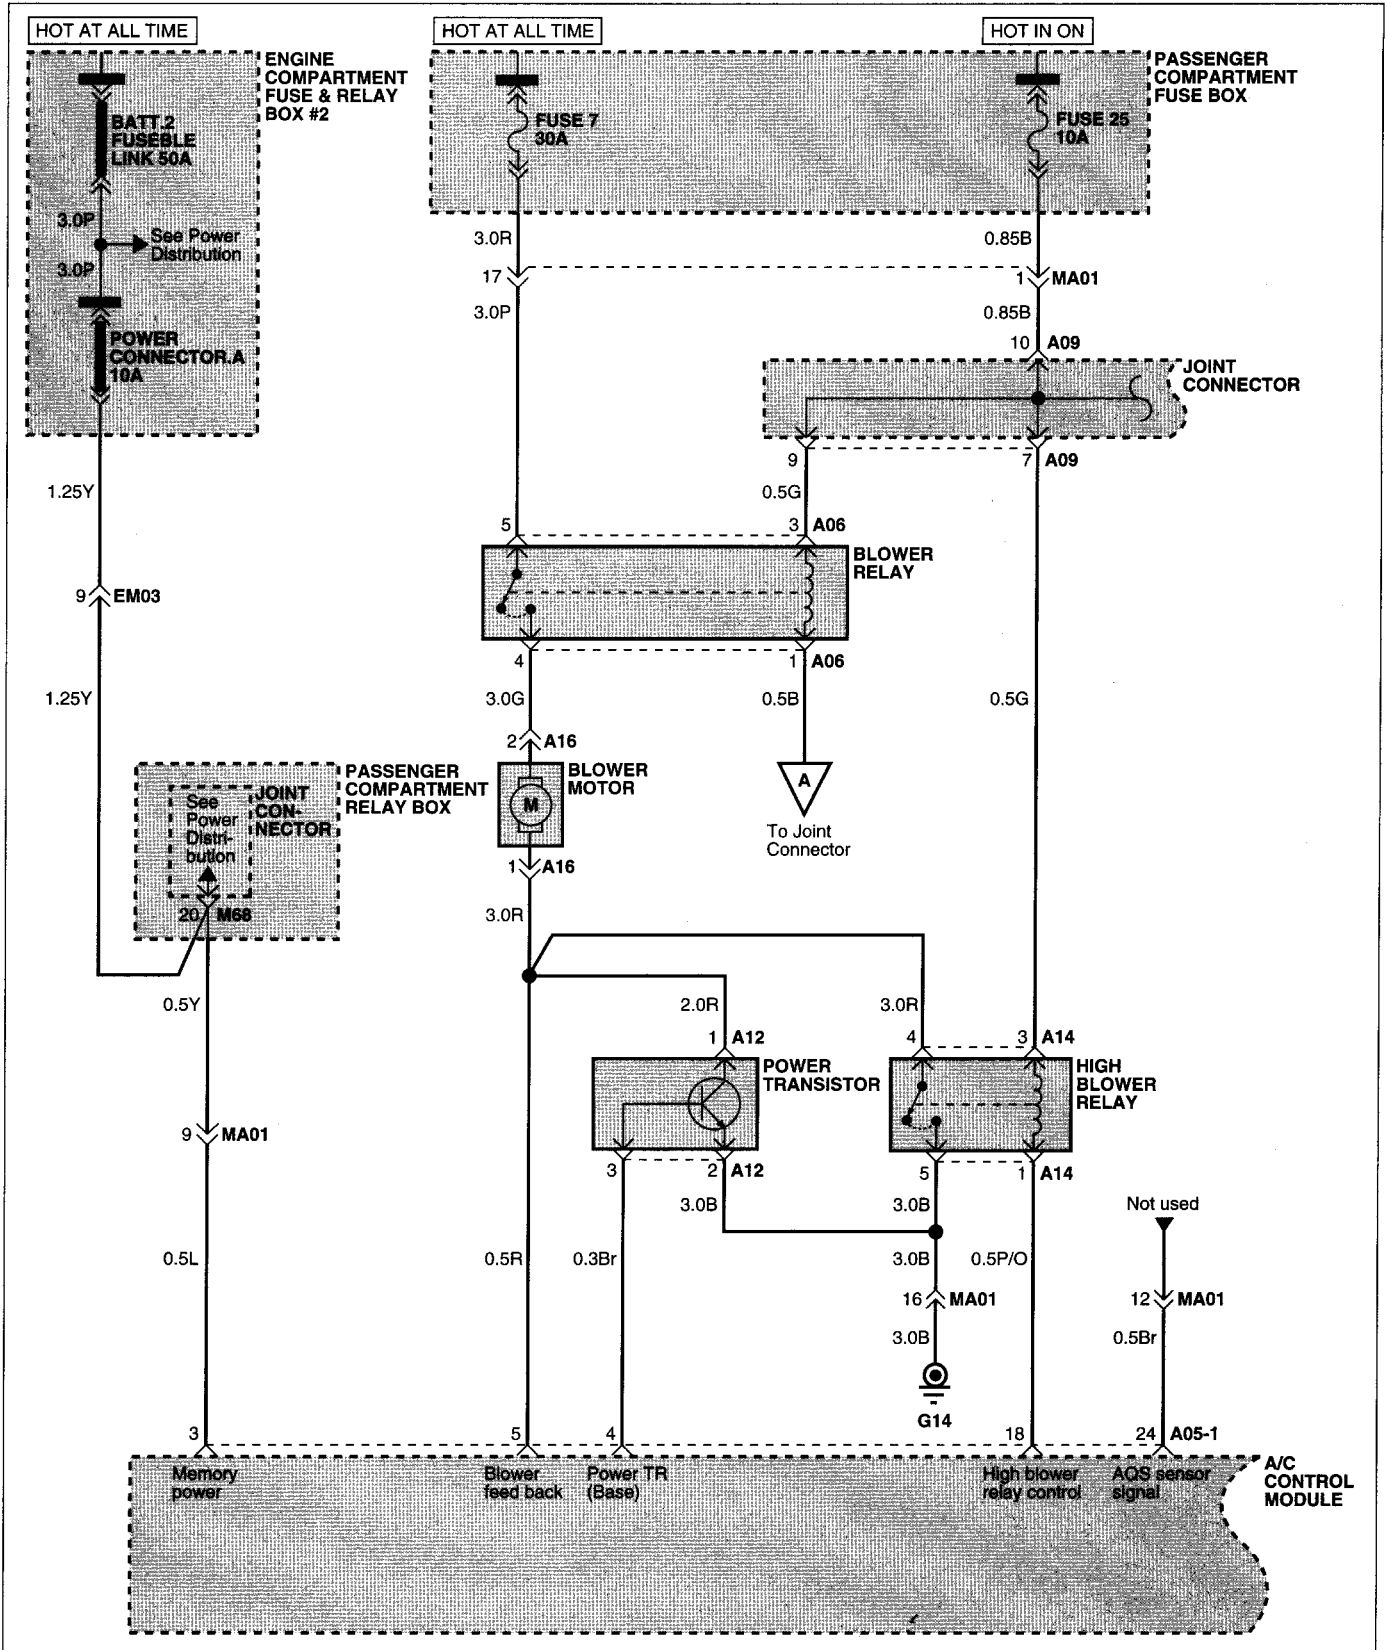 HOT AT ALL TIME
HOT AT ALL TIME
HOT IN ON
ENGINE
COMPARTMENT
FUSE & RELAY
BOX #2
PASSENGER
COMPARTMENT
FUSE BOX
BATT.2
FUSEBLE
LINK 50A
FUSE 7
30A
FUSE 25
10A
3.0P
See Power
Distribution
3.0P
3.0R
0.85B
17
1
MA01
3.0P
0.85B
POWER
CONNECTOR.A
10A
10
A09
JOINT
CONNECTOR
9
7
A09
1.25Y
0.5G
5
3
A06
BLOWER
RELAY
9
EM03
4
1
A06
1.25Y
3.0G
0.5B
0.5G
2
A16
PASSENGER
COMPARTMENT
RELAY BOX
BLOWER
MOTOR
A
M
JOINT
CON-
NECTOR
See
Power
Distri-
bution
To Joint
Connector
1
A16
20
M68
3.0R
0.5Y
2.0R
3.0R
1
A12
4
3
A14
POWER
TRANSISTOR
HIGH
BLOWER
RELAY
9
MA01
3
2
A12
5
1
A14
3.0B
3.0B
Not used
0.5L
0.5R
0.3Br
3.0B
0.5P/O
16
MA01
12
MA01
3.0B
0.5Br
G14
3
5
4
18
24
A05-1
Memory
power
Blower
feed back
Power TR
(Base)
High blower
relay control
AQS sensor
signal
A/C
CONTROL
MODULE